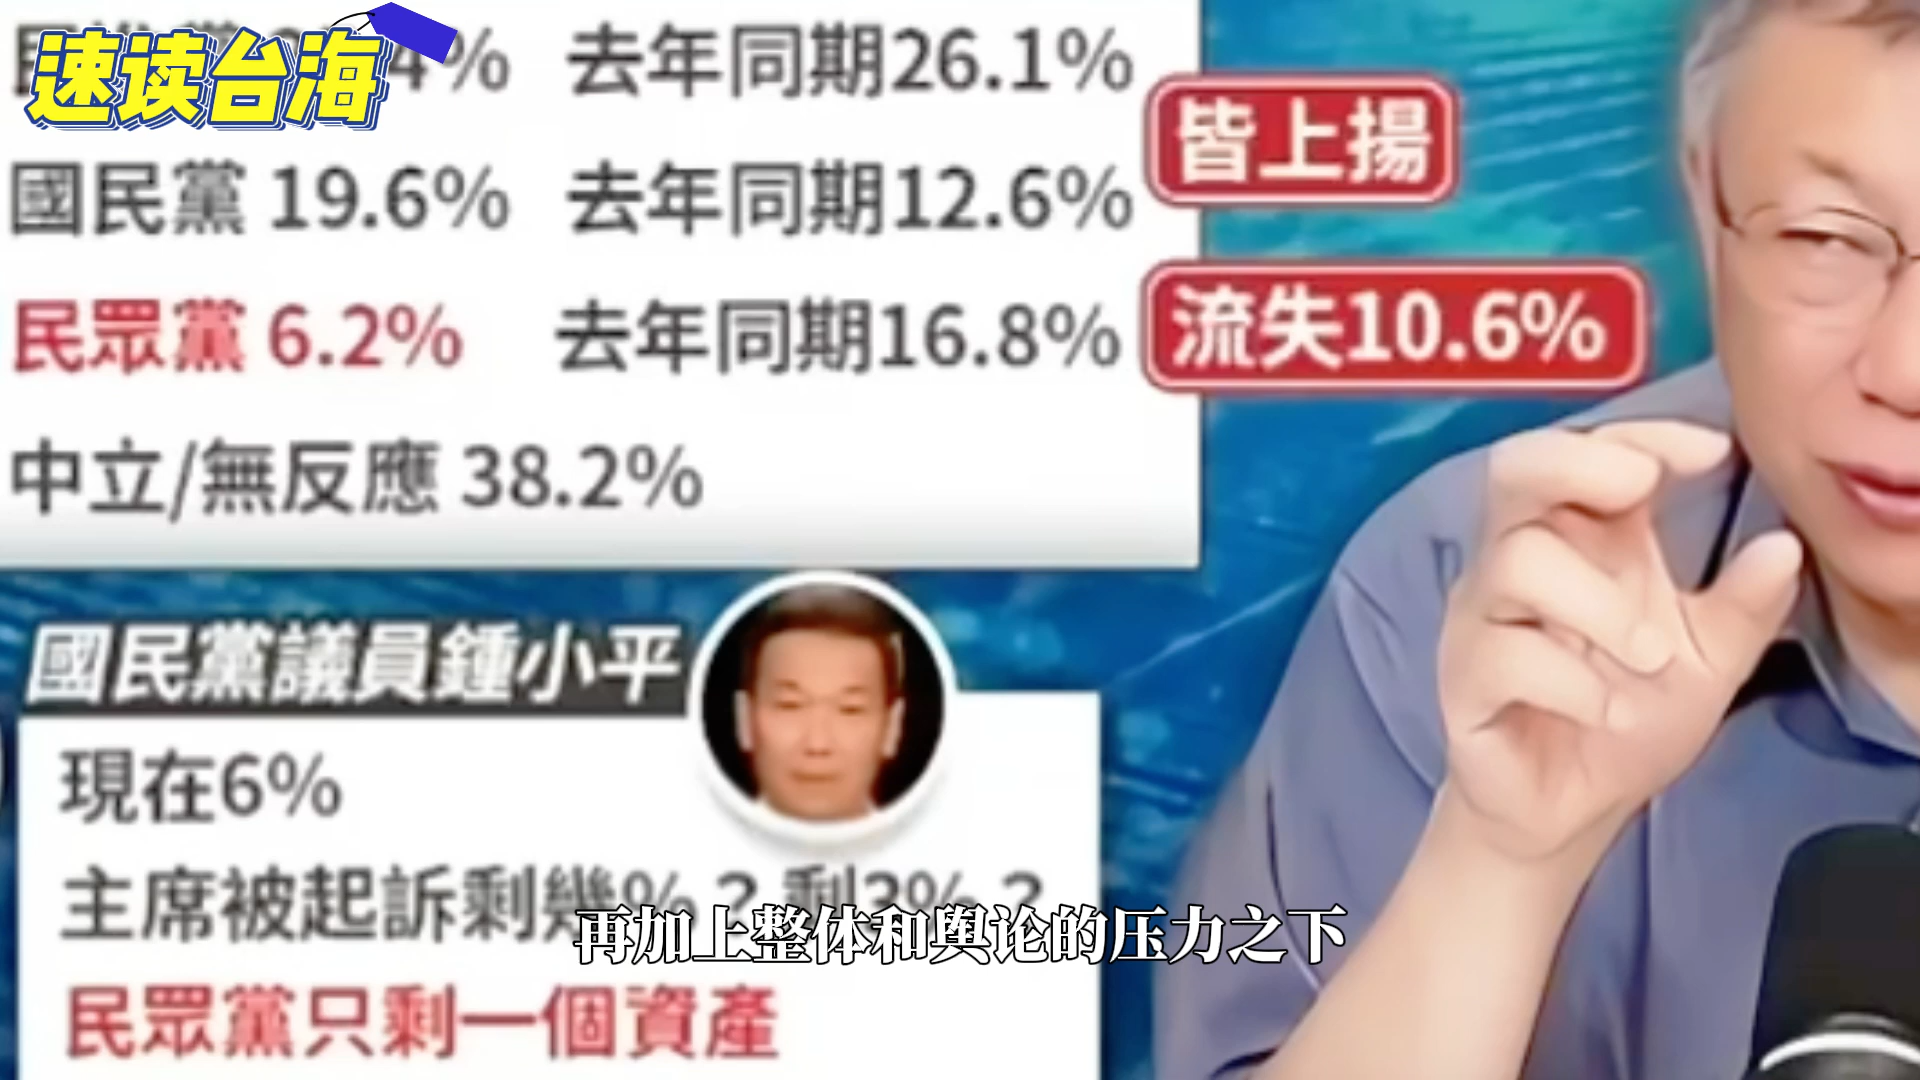 速读台海
去年同期26.1%
皆上揚
國民黨 19.6% 去年同期12.6%
民眾黨 6.2% 去年同期16.8%
流失10.6%
中立/無反應 38.2%
國民黨議員鍾小平
現在6%
主席被起訴剩幾%？剩3%？
再加上整体和舆论的压力之下
民眾黨只剩一個資產